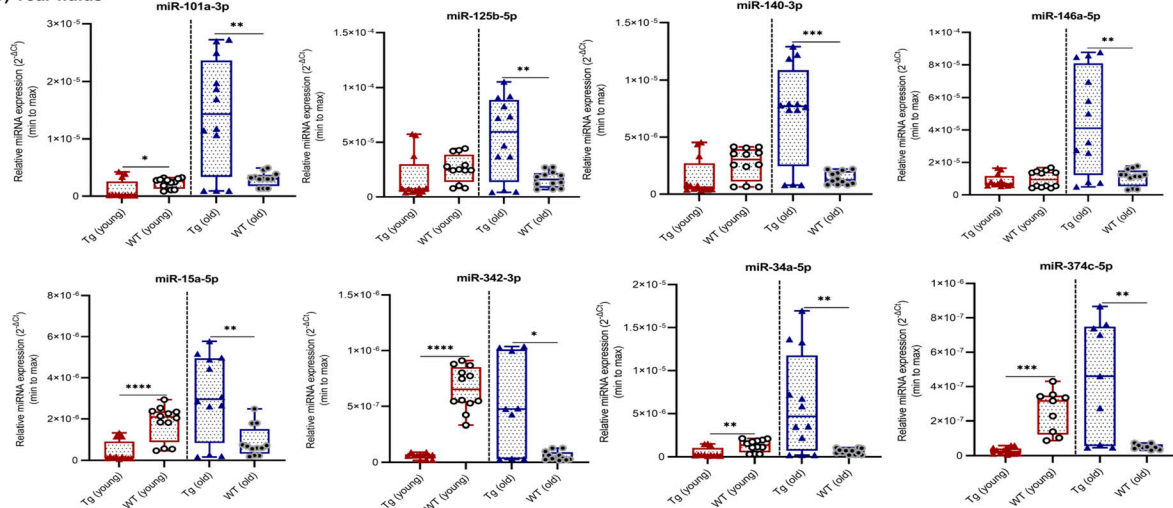 miR-101a-3p
Relative miRNA expression (2^-ΔCt)
(min to max)
3×10^-5
2×10^-5
1×10^-5
0
*
**
Tg (young)
WT (young)
Tg (old)
WT (old)
miR-125b-5p
Relative miRNA expression (2^-ΔCt)
(min to max)
1.5×10^-4
1×10^-4
5×10^-5
0
**
Tg (young)
WT (young)
Tg (old)
WT (old)
miR-140-3p
Relative miRNA expression (2^-ΔCt)
(min to max)
1.5×10^-5
1×10^-5
5×10^-6
0
***
Tg (young)
WT (young)
Tg (old)
WT (old)
miR-146a-5p
Relative miRNA expression (2^-ΔCt)
(min to max)
1×10^-4
8×10^-5
6×10^-5
4×10^-5
2×10^-5
0
**
Tg (young)
WT (young)
Tg (old)
WT (old)
miR-15a-5p
Relative miRNA expression (2^-ΔCt)
(min to max)
8×10^-6
6×10^-6
4×10^-6
2×10^-6
0
****
**
Tg (young)
WT (young)
Tg (old)
WT (old)
miR-342-3p
Relative miRNA expression (2^-ΔCt)
(min to max)
1.5×10^-6
1×10^-6
5×10^-7
0
****
*
Tg (young)
WT (young)
Tg (old)
WT (old)
miR-34a-5p
Relative miRNA expression (2^-ΔCt)
(min to max)
2×10^-5
1.5×10^-5
1×10^-5
5×10^-6
0
**
**
Tg (young)
WT (young)
Tg (old)
WT (old)
miR-374c-5p
Relative miRNA expression (2^-ΔCt)
(min to max)
1×10^-6
8×10^-7
6×10^-7
4×10^-7
2×10^-7
0
***
**
Tg (young)
WT (young)
Tg (old)
WT (old)